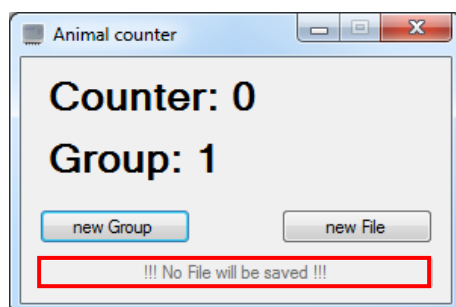 Animal counter
Counter: 0
Group: 1
new Group
new File
!!! No File will be saved !!!